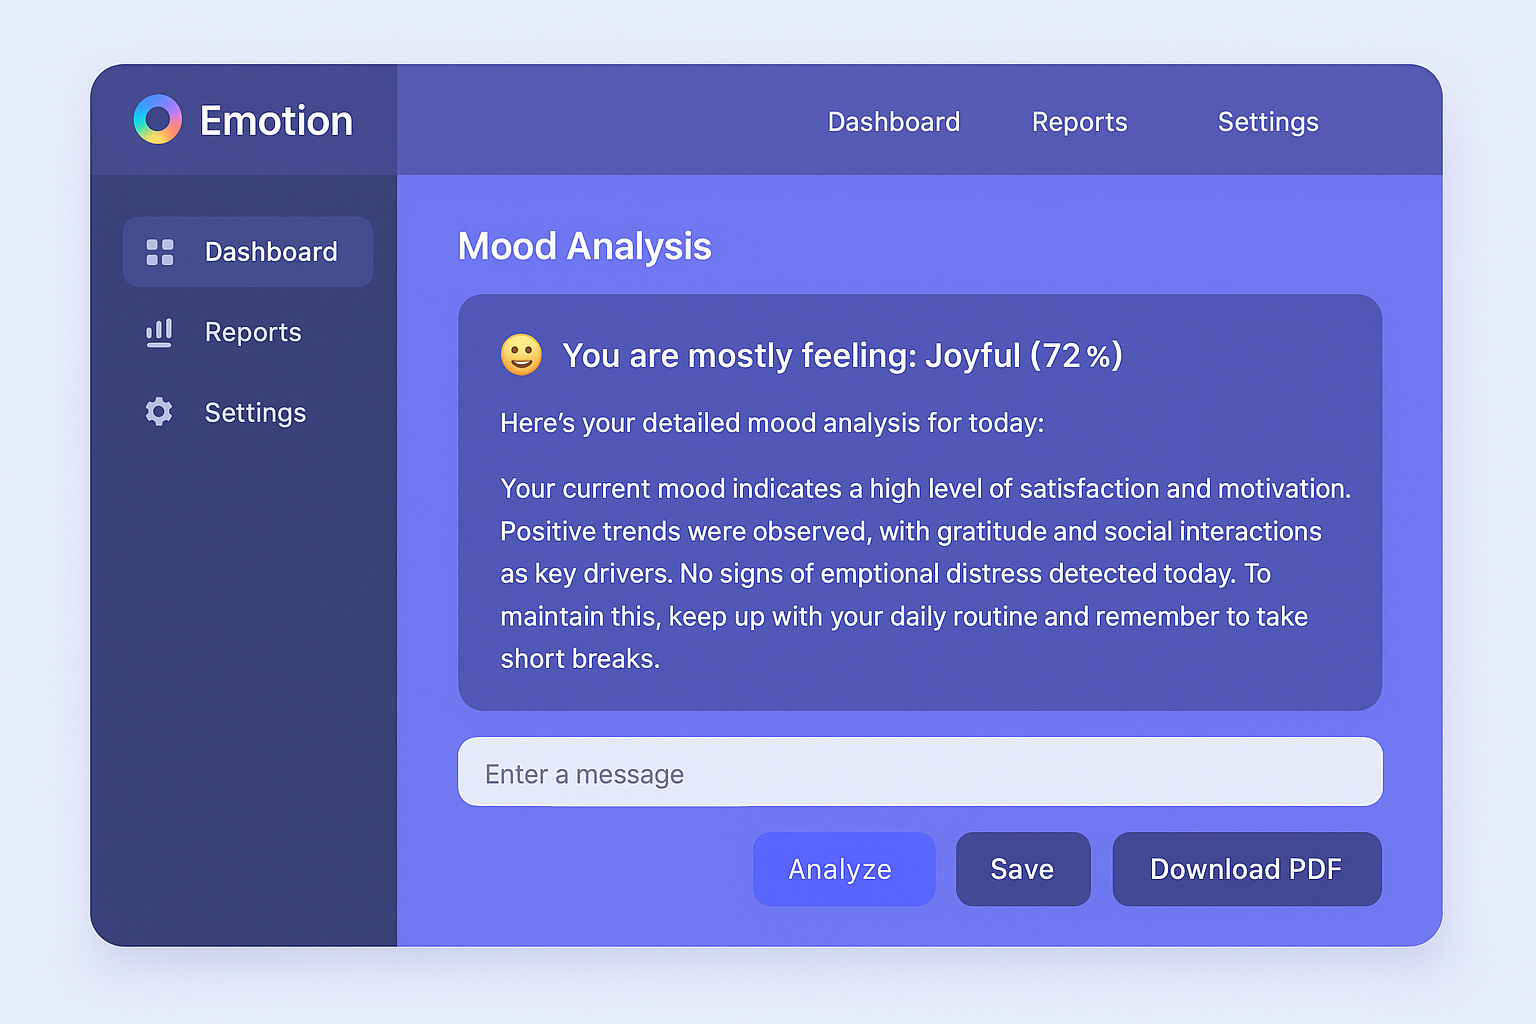 Emotion
Dashboard
Reports
Settings
Dashboard
Reports
Settings
Mood Analysis
You are mostly feeling: Joyful (72 %)
Here’s your detailed mood analysis for today:
Your current mood indicates a high level of satisfaction and motivation.
Positive trends were observed, with gratitude and social interactions
as key drivers. No signs of emptional distress detected today. To
maintain this, keep up with your daily routine and remember to take
short breaks.
Enter a message
Analyze
Save
Download PDF